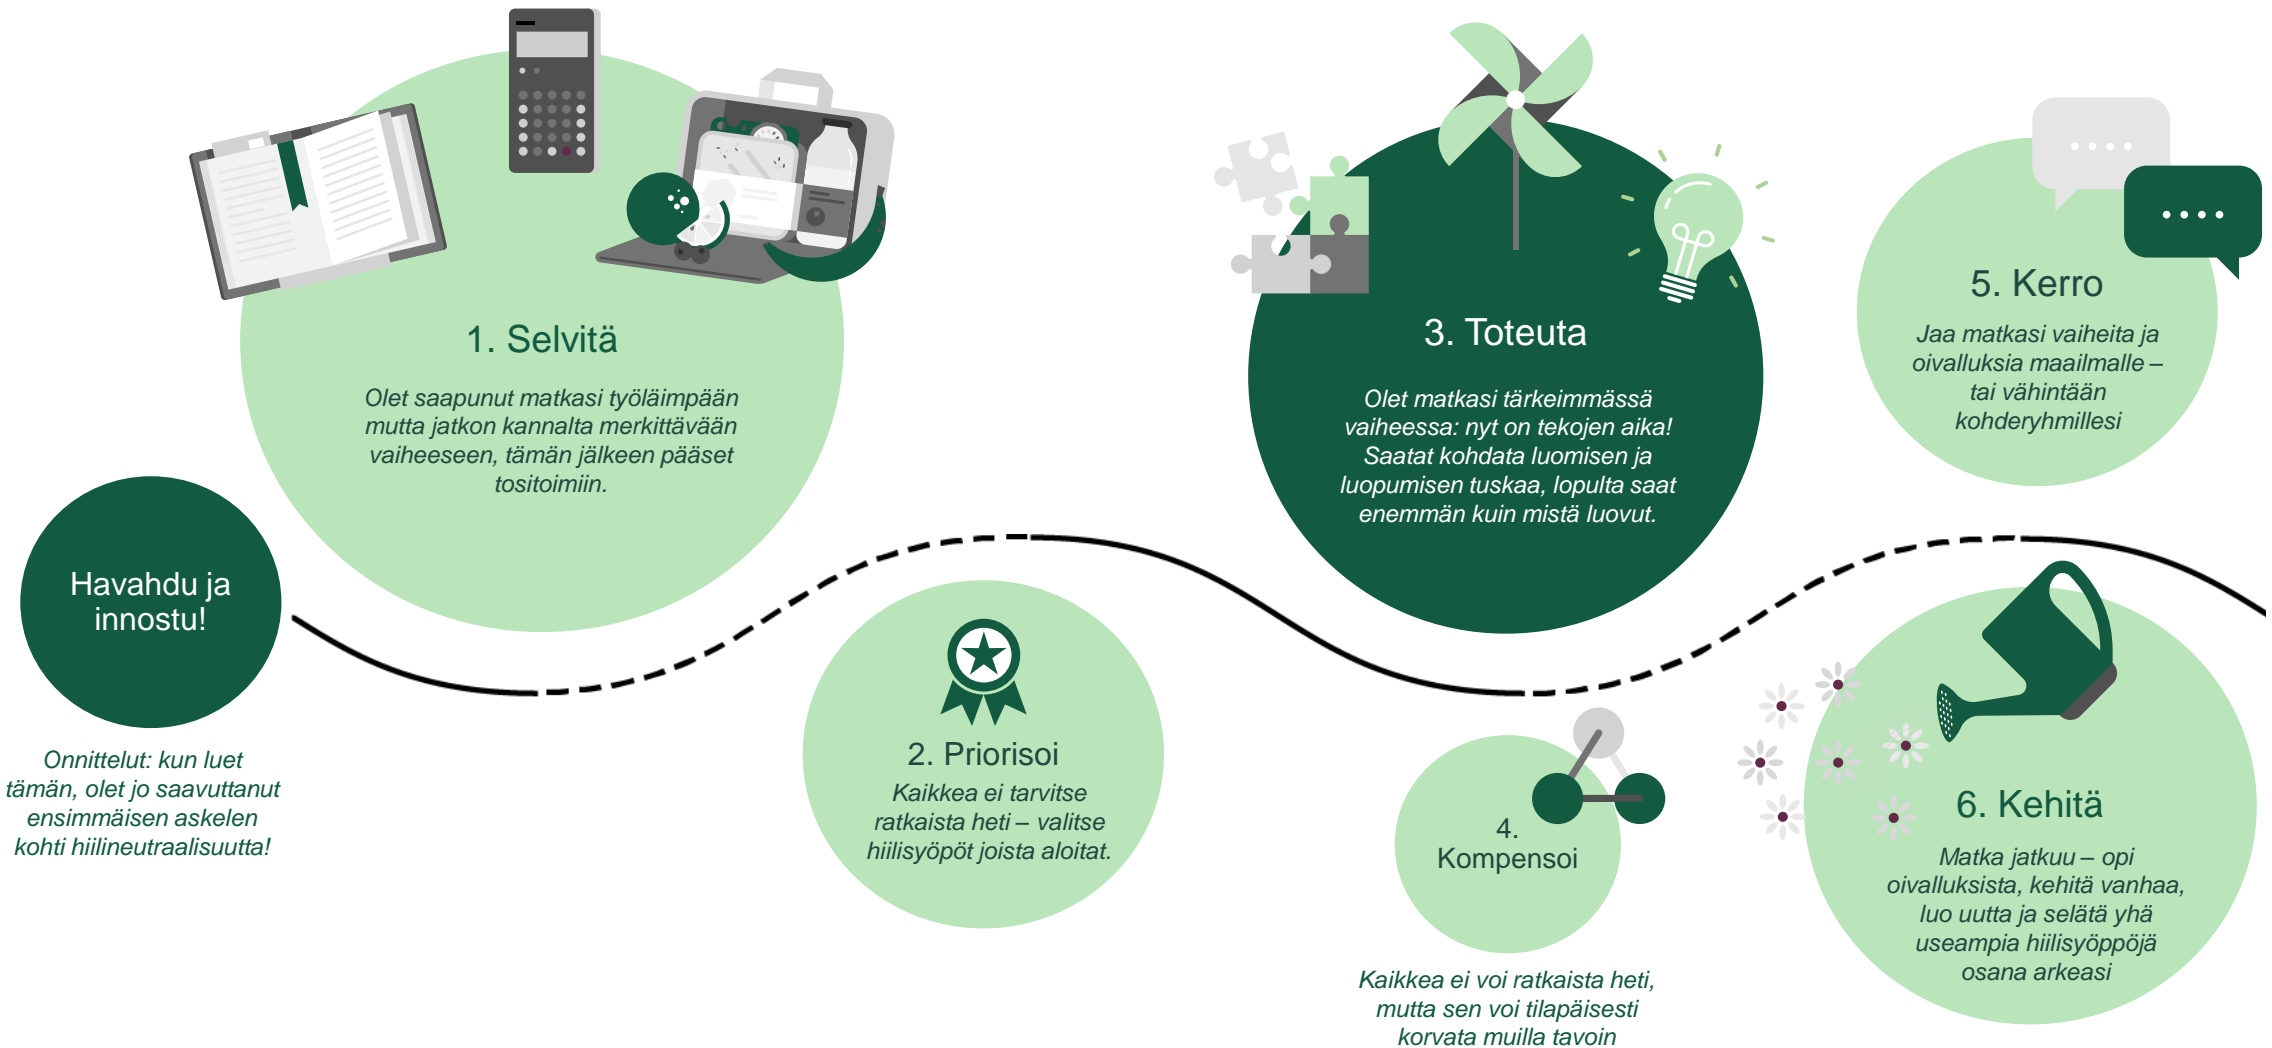 Havahdu ja
innostu!
Onnittelut: kun luet
tämän, olet jo saavuttanut
ensimmäisen askelen
kohti hiilineutraalisuutta!
1. Selvitä
Olet saapunut matkasi työläimpään
mutta jatkon kannalta merkittävään
vaiheeseen, tämän jälkeen pääset
tositoimiin.
2. Priorisoi
Kaikkea ei tarvitse
ratkaista heti – valitse
hiilisyöpöt joista aloitat.
3. Toteuta
Olet matkasi tärkeimmässä
vaiheessa: nyt on tekojen aika!
Saatat kohdata luomisen ja
luopumisen tuskaa, lopulta saat
enemmän kuin mistä luovut.
4.
Kompensoi
Kaikkea ei voi ratkaista heti,
mutta sen voi tilapäisesti
korvata muilla tavoin
5. Kerro
Jaa matkasi vaiheita ja
oivalluksia maailmalle –
tai vähintään
kohderyhmillesi
6. Kehitä
Matka jatkuu – opi
oivalluksista, kehitä vanhaa,
luo uutta ja selätä yhä
useampia hiilisyöppöjä
osana arkeasi